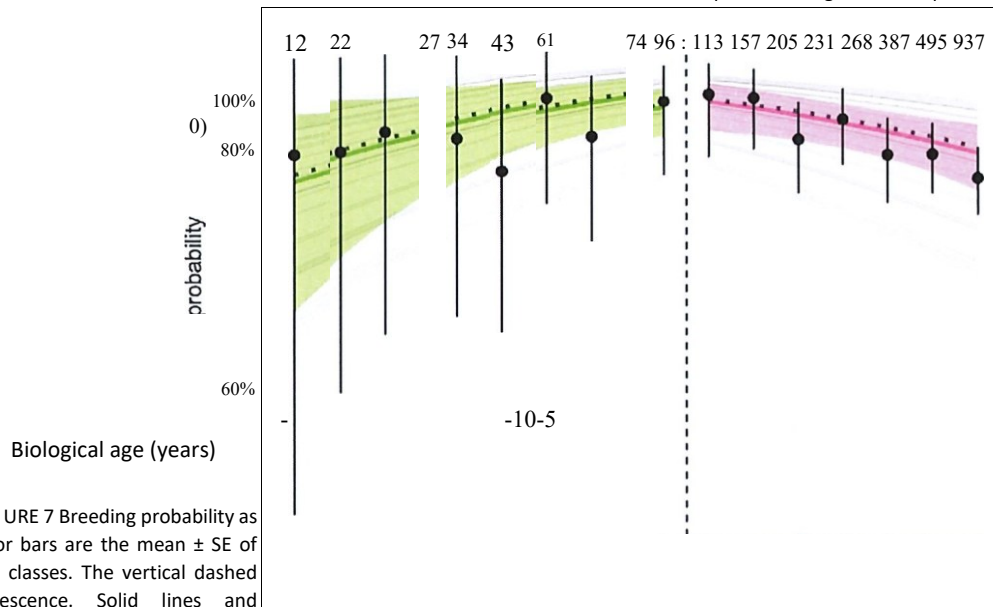 12 22 27 34 43 61 74 96 : 113 157 205 231 268 387 495 937
100%
0)
80%
probability
60%
- -10-5
Biological age (years)
URE 7 Breeding probability as
or bars are the mean ± SE of
classes. The vertical dashed
escence. Solid lines and